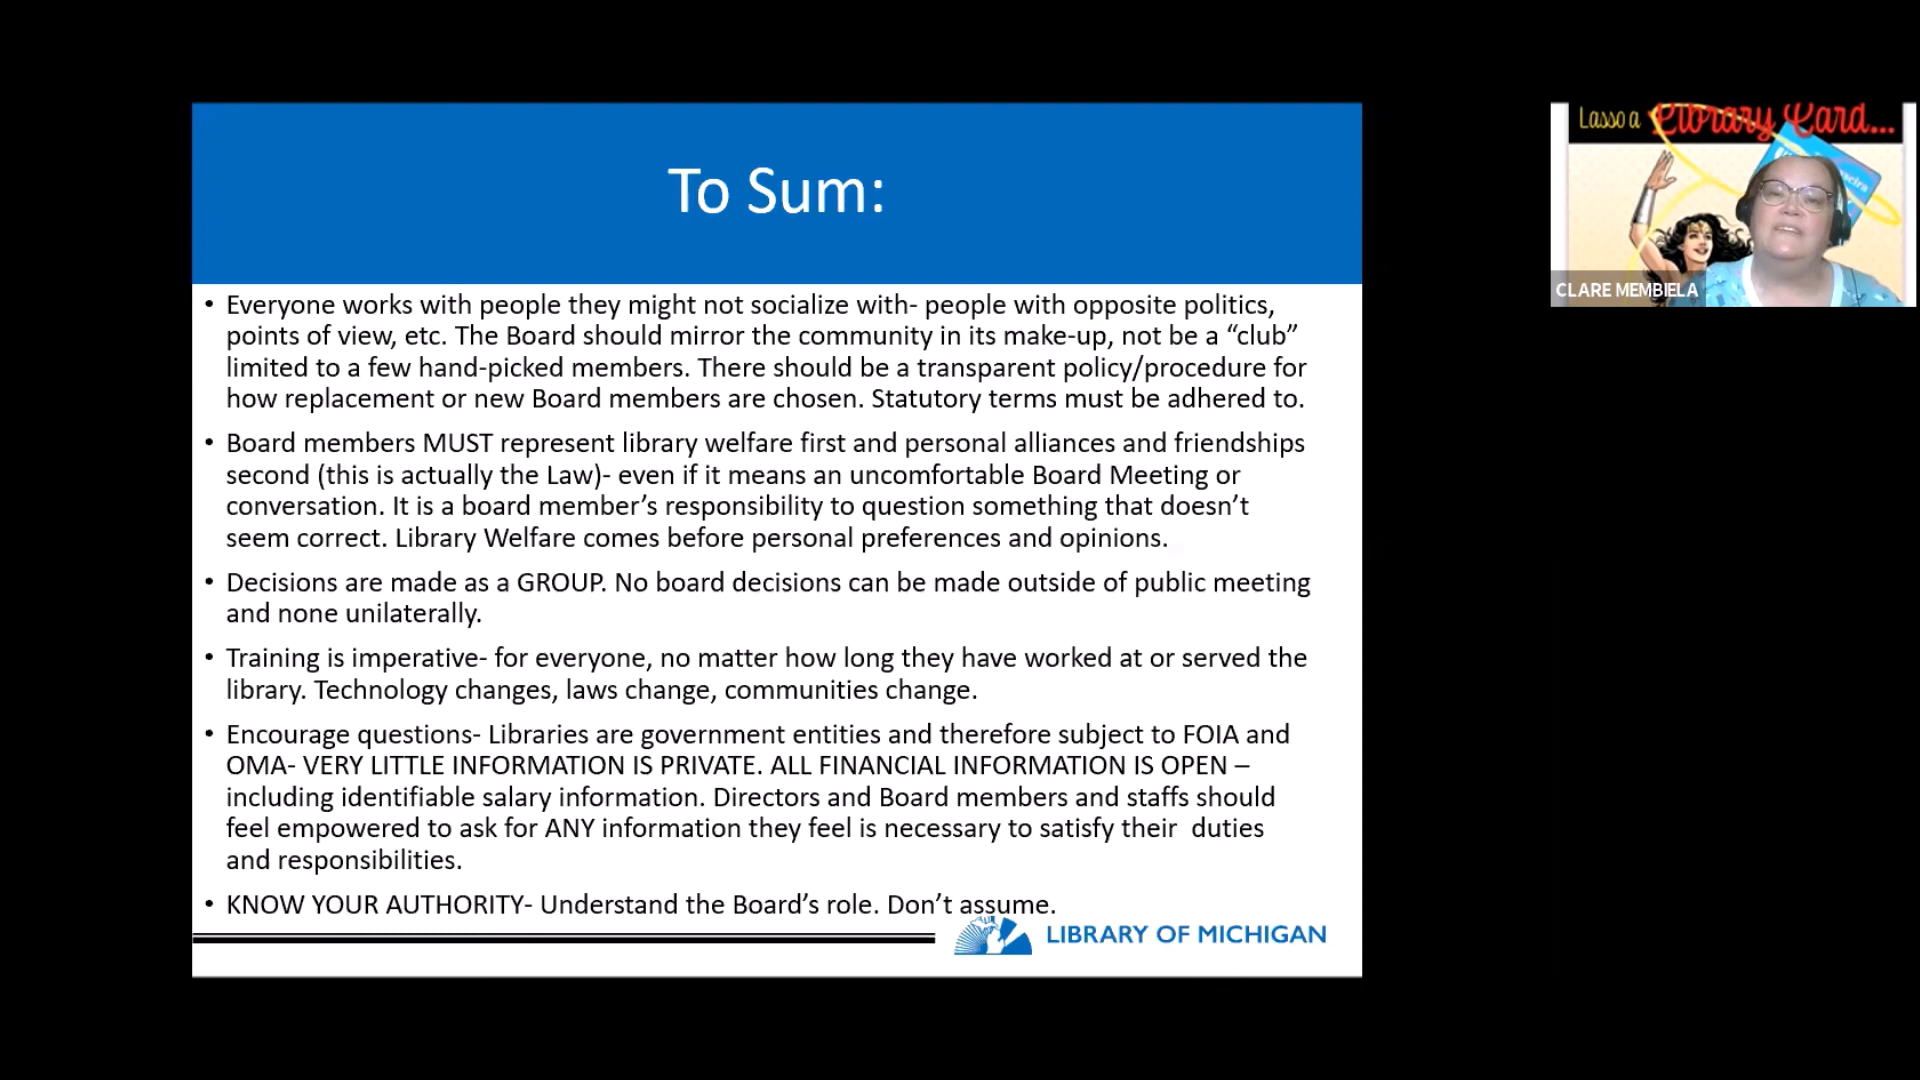 To Sum:
• Everyone works with people they might not socialize with- people with opposite politics,
points of view, etc. The Board should mirror the community in its make-up, not be a “club”
limited to a few hand-picked members. There should be a transparent policy/procedure for
how replacement or new Board members are chosen. Statutory terms must be adhered to.
• Board members MUST represent library welfare first and personal alliances and friendships
second (this is actually the Law)- even if it means an uncomfortable Board Meeting or
conversation. It is a board member’s responsibility to question something that doesn’t
seem correct. Library Welfare comes before personal preferences and opinions.
• Decisions are made as a GROUP. No board decisions can be made outside of public meeting
and none unilaterally.
• Training is imperative- for everyone, no matter how long they have worked at or served the
library. Technology changes, laws change, communities change.
• Encourage questions- Libraries are government entities and therefore subject to FOIA and
OMA- VERY LITTLE INFORMATION IS PRIVATE. ALL FINANCIAL INFORMATION IS OPEN –
including identifiable salary information. Directors and Board members and staffs should
feel empowered to ask for ANY information they feel is necessary to satisfy their  duties
and responsibilities.
• KNOW YOUR AUTHORITY- Understand the Board’s role. Don’t assume.
LIBRARY OF MICHIGAN
Lasso a Library Card...
CLARE MEMBIELA